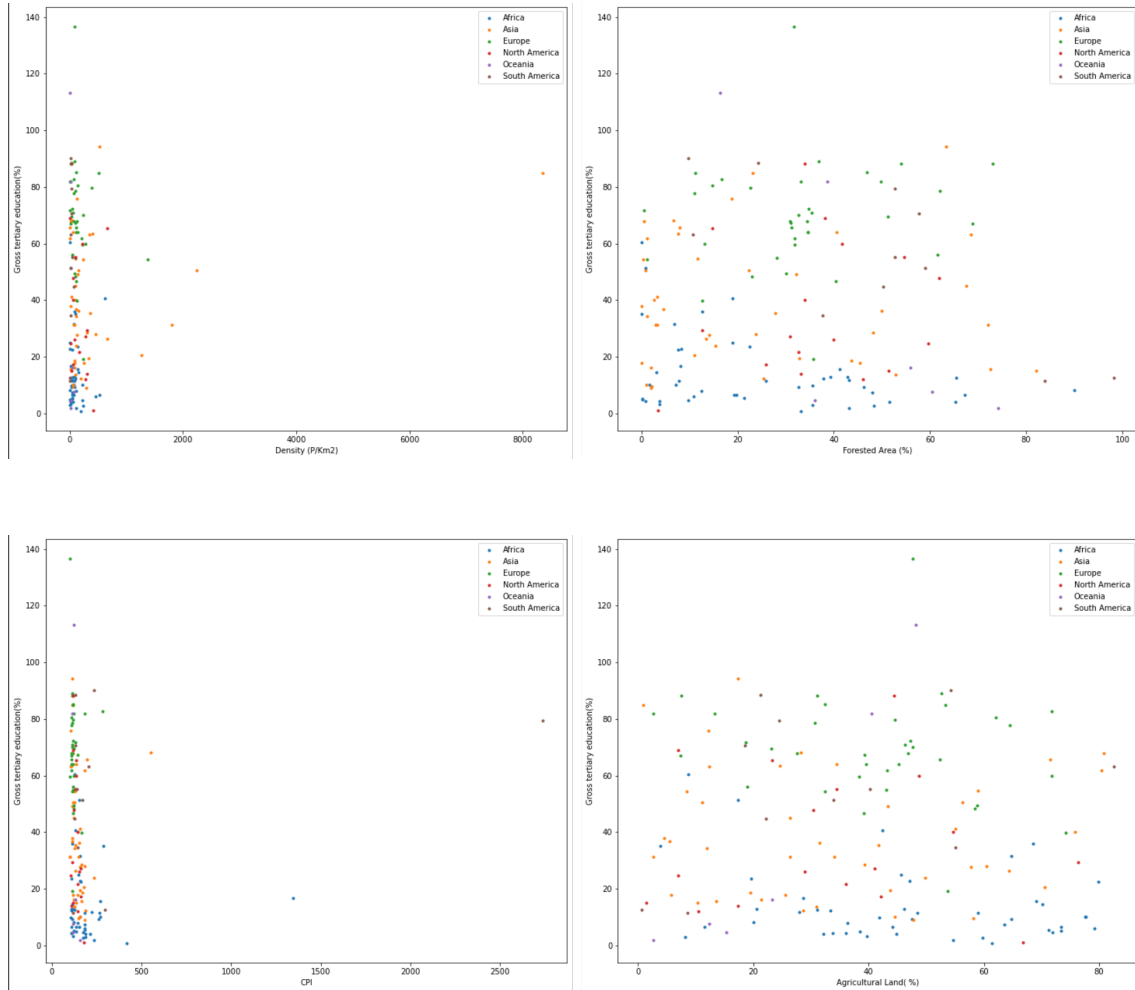 140
120
100
80
60
40
20
0
Gross tertiary education(%)
0 2000 4000 6000 8000
Density (P/Km2)
Africa
Asia
Europe
North America
Oceania
South America
140
120
100
80
60
40
20
0
Gross tertiary education(%)
0 20 40 60 80 100
Forested Area (%)
Africa
Asia
Europe
North America
Oceania
South America
140
120
100
80
60
40
20
0
Gross tertiary education(%)
0 500 1000 1500 2000 2500
CPI
Africa
Asia
Europe
North America
Oceania
South America
140
120
100
80
60
40
20
0
Gross tertiary education(%)
0 20 40 60 80
Agricultural Land( %)
Africa
Asia
Europe
North America
Oceania
South America